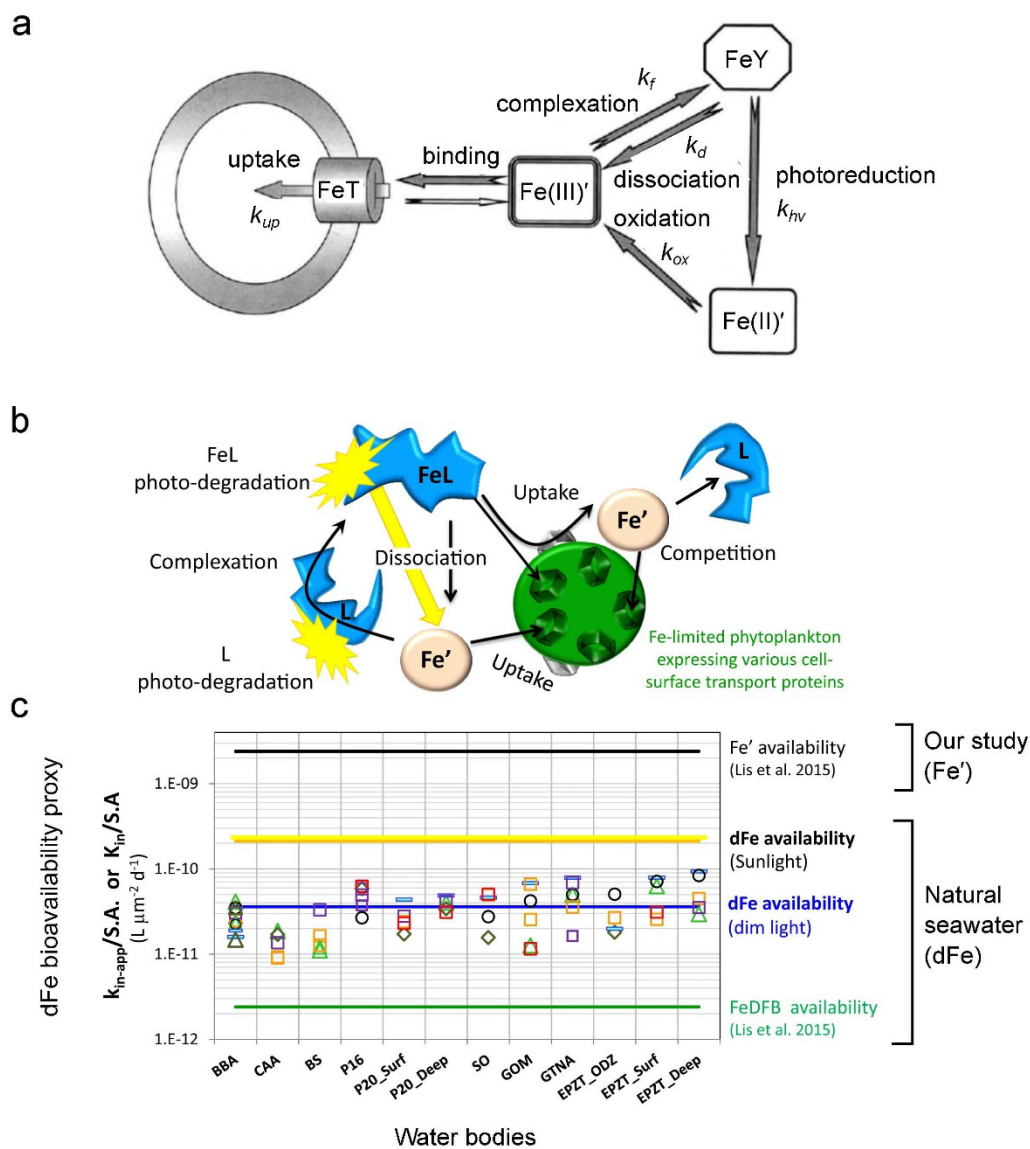 a
FeY
k_f
complexation
uptake
binding
k_d
FeT
Fe(III)'
dissociation
photoreduction
k_up
oxidation
k_hv
k_ox
Fe(II)'
b
FeL
photo-degradation
FeL
Uptake
L
Fe'
Complexation
Dissociation
Competition
L
Fe'
L
photo-degradation
Uptake
Fe-limited phytoplankton
expressing various cell-
surface transport proteins
c
dFe bioavailability proxy
k_in-app/S.A. or K_in/S.A
(L μm⁻² d⁻¹)
1.E-09
1.E-10
1.E-11
1.E-12
Fe' availability
(Lis et al. 2015)
Our study
(Fe')
dFe availability
(Sunlight)
dFe availability
(dim light)
Natural
seawater
(dFe)
FeDFB availability
(Lis et al. 2015)
BBA
CAA
BS
P16
P20_Surf
P20_Deep
SO
GOM
GTNA
EPZT_ODZ
EPZT_Surf
EPZT_Deep
Water bodies